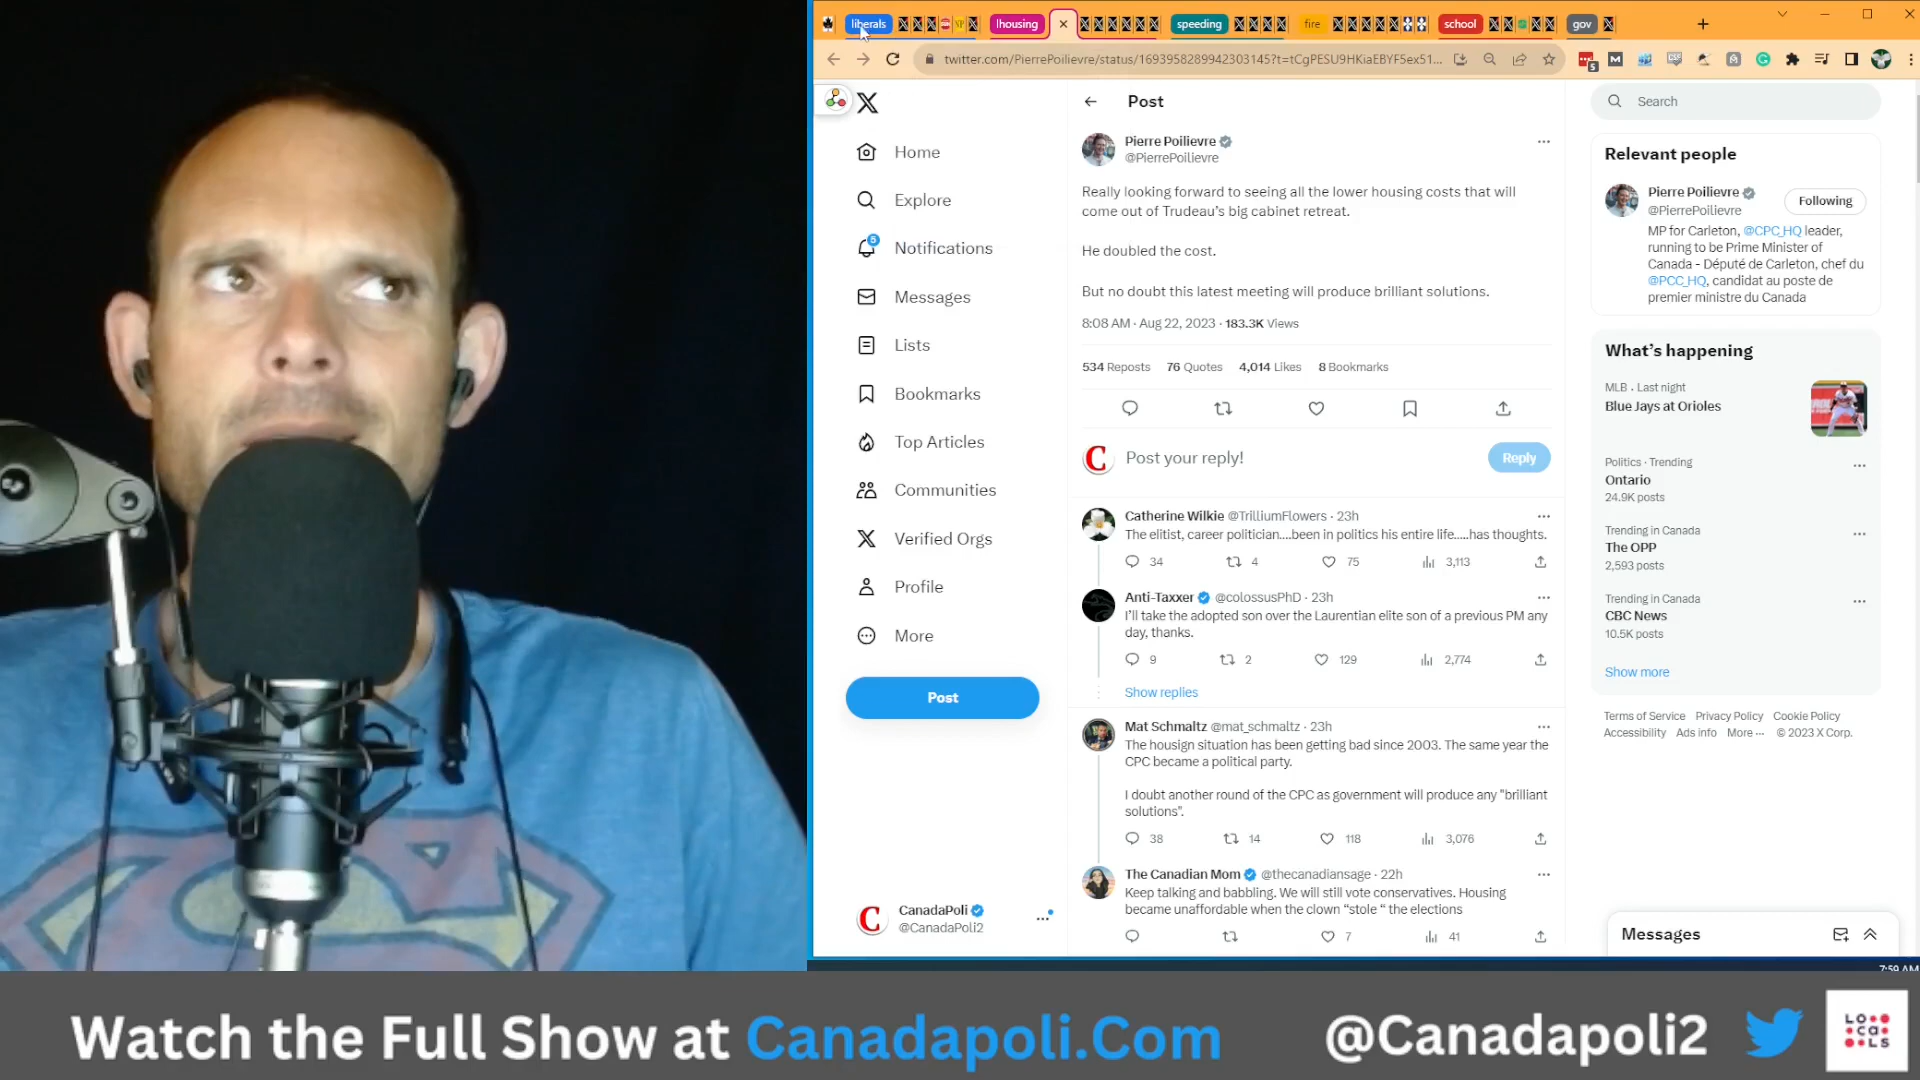 liberals
!housing
speeding
fire
school
gov
twitter.com/PierrePoilievre/status/1693958289942303145?t=tCgPESU9HKiaEBYF5ex51...
5
Post
Search
Home
Explore
5
Notifications
Messages
Lists
Bookmarks
Top Articles
Communities
Verified Orgs
Profile
More
Post
CanadaPoli
@CanadaPoli2
Pierre Poilievre
@PierrePoilievre
Really looking forward to seeing all the lower housing costs that will
come out of Trudeau's big cabinet retreat.
He doubled the cost.
But no doubt this latest meeting will produce brilliant solutions.
8:08 AM · Aug 22, 2023 · 183.3K Views
534 Reposts 76 Quotes 4,014 Likes 8 Bookmarks
C Post your reply! Reply
Catherine Wilkie @TrilliumFlowers · 23h
The elitist, career politician....been in politics his entire life.....has thoughts.
34 4 75 3,113
Anti-Taxxer @colossusPhD · 23h
I'll take the adopted son over the Laurentian elite son of a previous PM any
day, thanks.
9 2 129 2,774
Show replies
Mat Schmaltz @mat_schmaltz · 23h
The housign situation has been getting bad since 2003. The same year the
CPC became a political party.
I doubt another round of the CPC as government will produce any "brilliant
solutions".
38 14 118 3,076
The Canadian Mom @thecanadiansage · 22h
Keep talking and babbling. We will still vote conservatives. Housing
became unaffordable when the clown “stole “ the elections
7 41
Relevant people
Pierre Poilievre
@PierrePoilievre
Following
MP for Carleton, @CPC_HQ leader,
running to be Prime Minister of
Canada - Député de Carleton, chef du
@PCC_HQ, candidat au poste de
premier ministre du Canada
What's happening
MLB · Last night
Blue Jays at Orioles
Politics · Trending
Ontario
24.9K posts
Trending in Canada
The OPP
2,593 posts
Trending in Canada
CBC News
10.5K posts
Show more
Terms of Service Privacy Policy Cookie Policy
Accessibility Ads info More ··· © 2023 X Corp.
Messages
7:59 AM
Watch the Full Show at Canadapoli.Com
@Canadapoli2
LOCALS